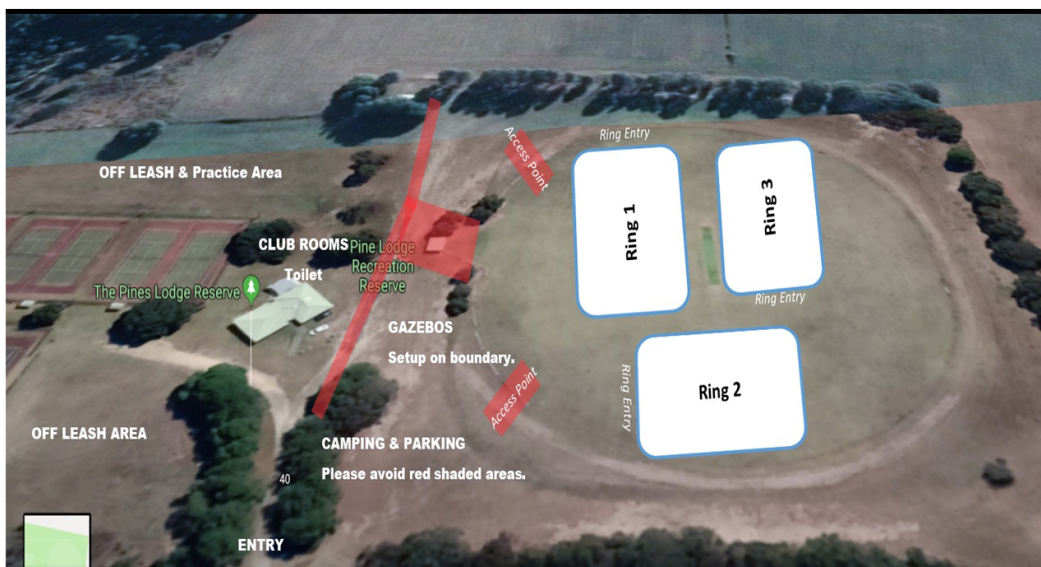 Ring Entry
Access Point
OFF LEASH & Practice Area
Ring 1
Ring 3
CLUB ROOMS
Toilet
Pine Lodge
Recreation
Reserve
The Pines Lodge Reserve
Ring Entry
GAZEBOS
Setup on boundary.
Access Point
Ring Entry
Ring 2
OFF LEASH AREA
CAMPING & PARKING
Please avoid red shaded areas.
40
ENTRY